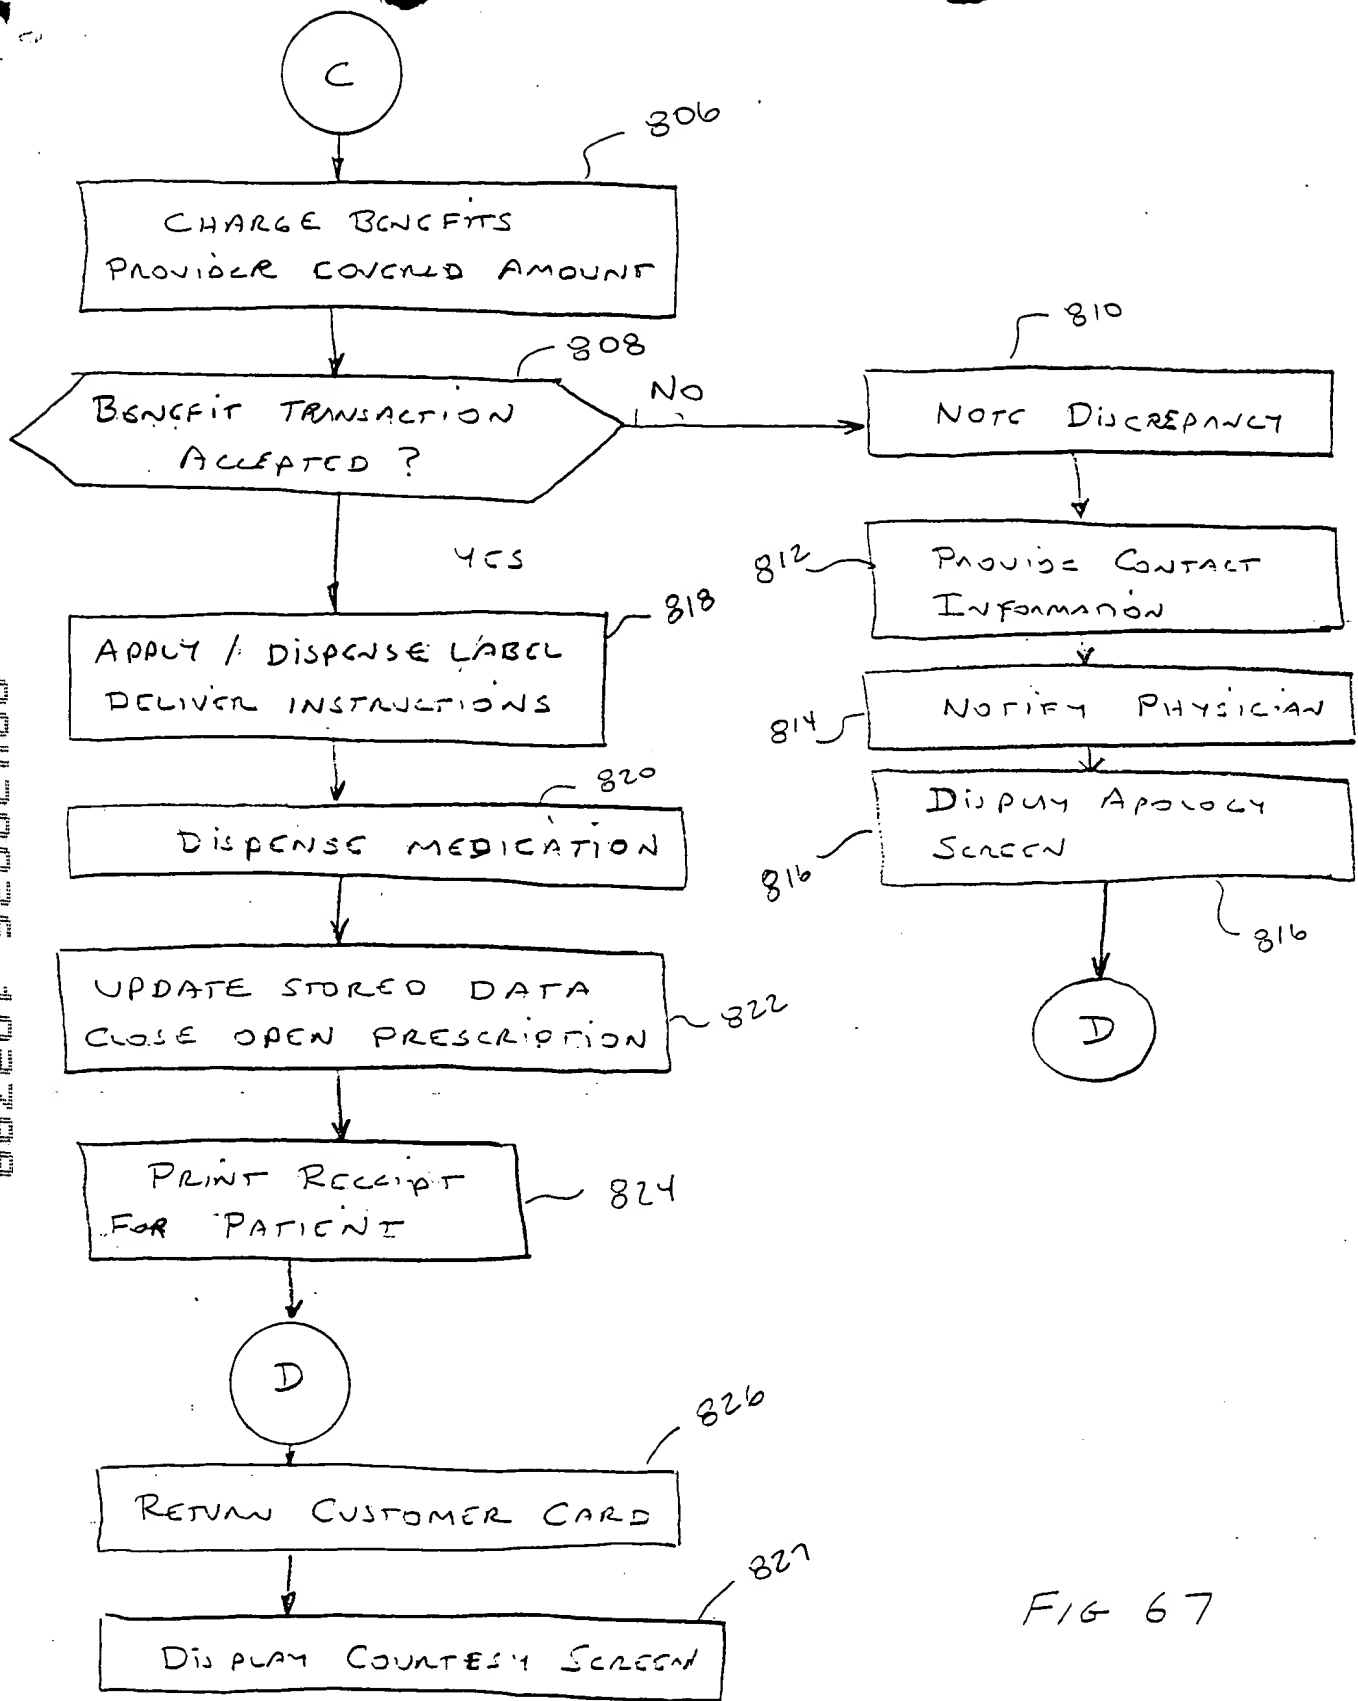 C
806
CHARGE BENEFITS
PROVIDER COVERED AMOUNT
808
BENEFIT TRANSACTION
ACCEPTED ?
NO
YES
810
NOTE DISCREPANCY
812
PROVIDE CONTACT
INFORMATION
814
NOTIFY PHYSICIAN
816
DISPLAY APOLOGY
SCREEN
816
D
818
APPLY / DISPENSE LABEL
DELIVER INSTRUCTIONS
820
DISPENSE MEDICATION
UPDATE STORED DATA
CLOSE OPEN PRESCRIPTION
822
PRINT RECEIPT
FOR PATIENT
824
D
826
RETURN CUSTOMER CARD
827
DISPLAY COURTESY SCREEN
FIG 67